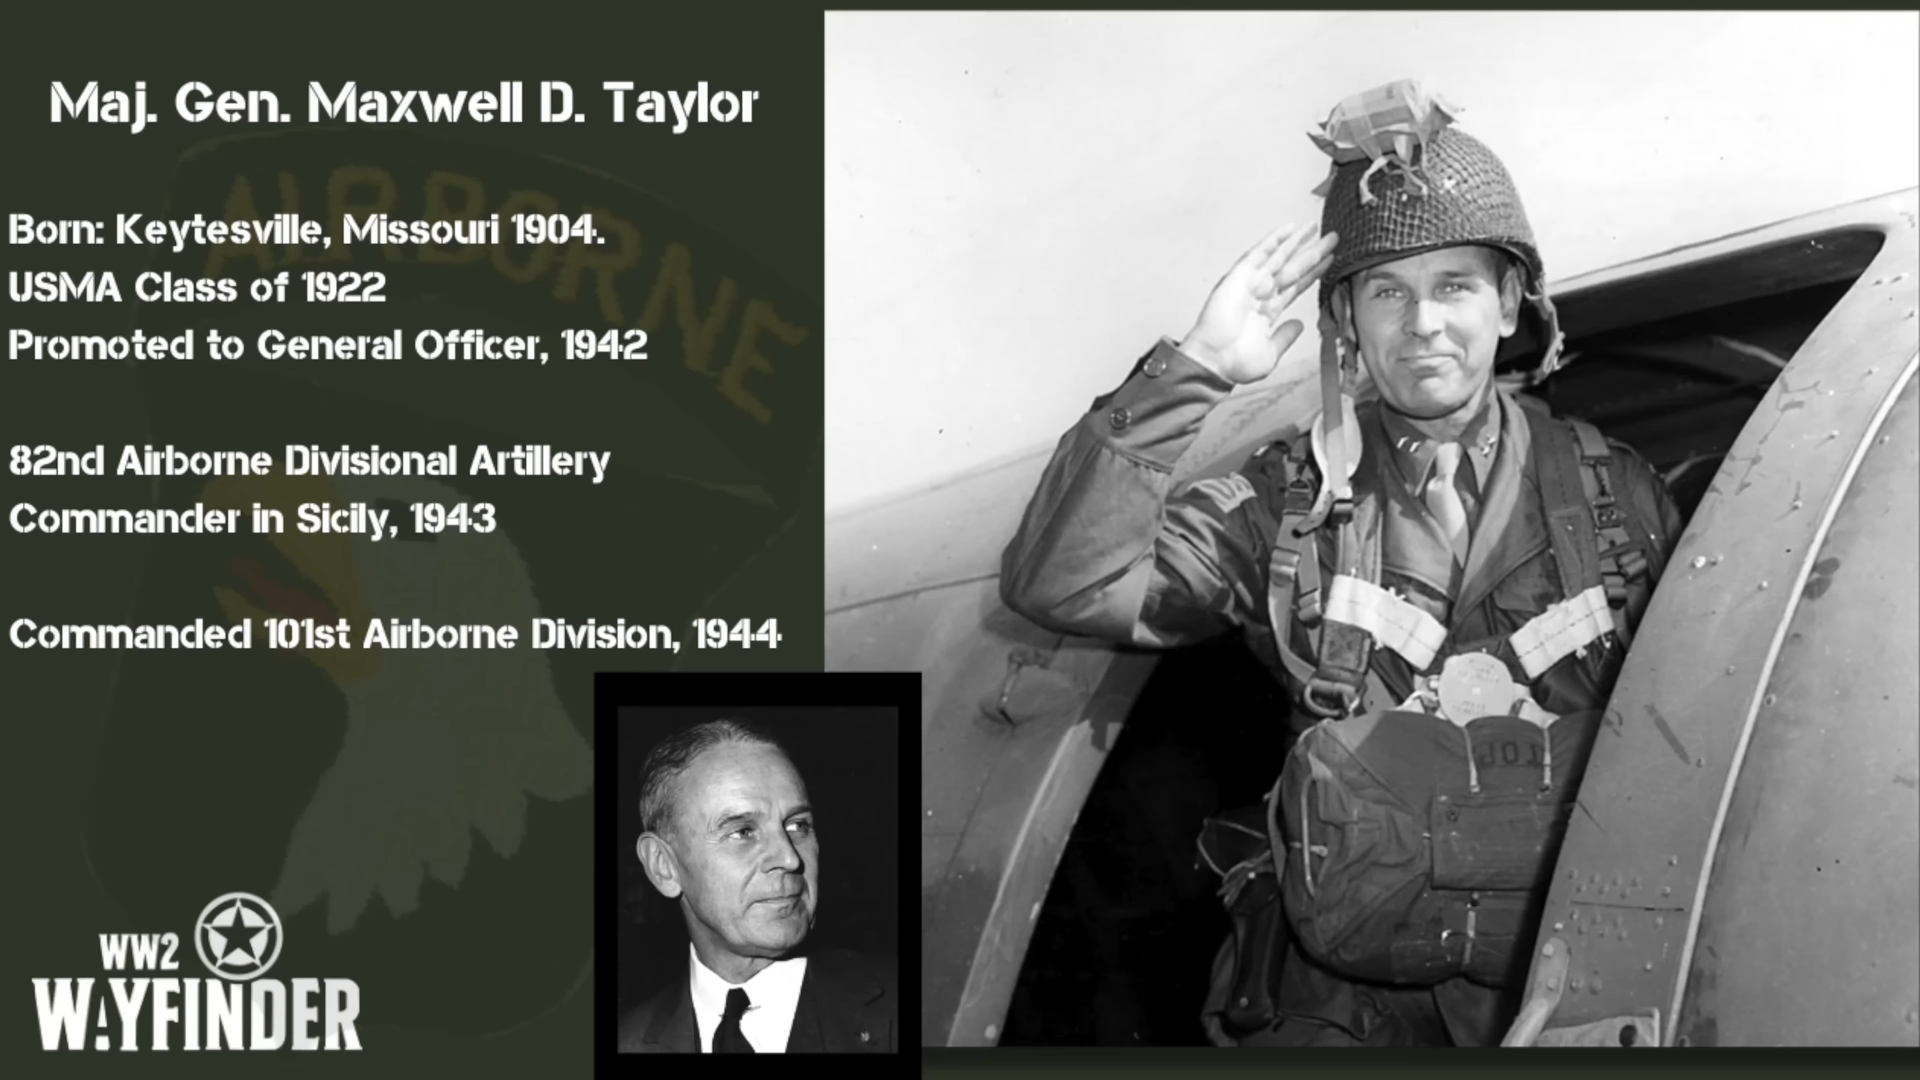 Maj. Gen. Maxwell D. Taylor
AIRBORNE
Born: Keytesville, Missouri 1904.
USMA Class of 1922
Promoted to General Officer, 1942
82nd Airborne Divisional Artillery
Commander in Sicily, 1943
Commanded 101st Airborne Division, 1944
WW2
WAYFINDER
101